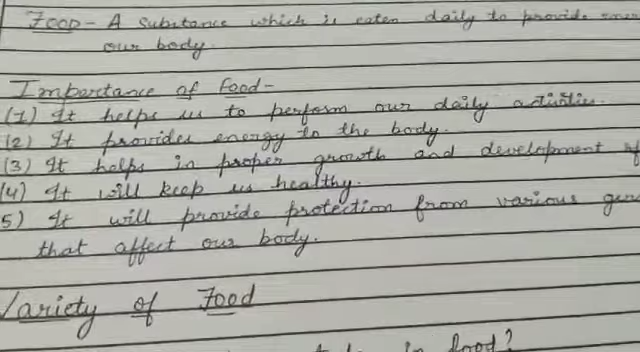 Food - A substance which is eaten daily to provide
our body.
Importance of Food -
(1) It helps us to perform our daily activities.
(2) It provides energy to the body.
(3) It helps in proper growth and development of
(4) It will keep us healthy.
5) It will provide protection from various
that affect our body.
Variety of Food
in food?